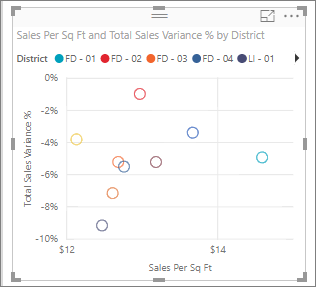 Sales Per Sq Ft and Total Sales Variance % by District
District FD - 01 FD - 02 FD - 03 FD - 04 LI - 01
Total Sales Variance %
0%
-2%
-4%
-6%
-8%
-10%
$12 $14
Sales Per Sq Ft